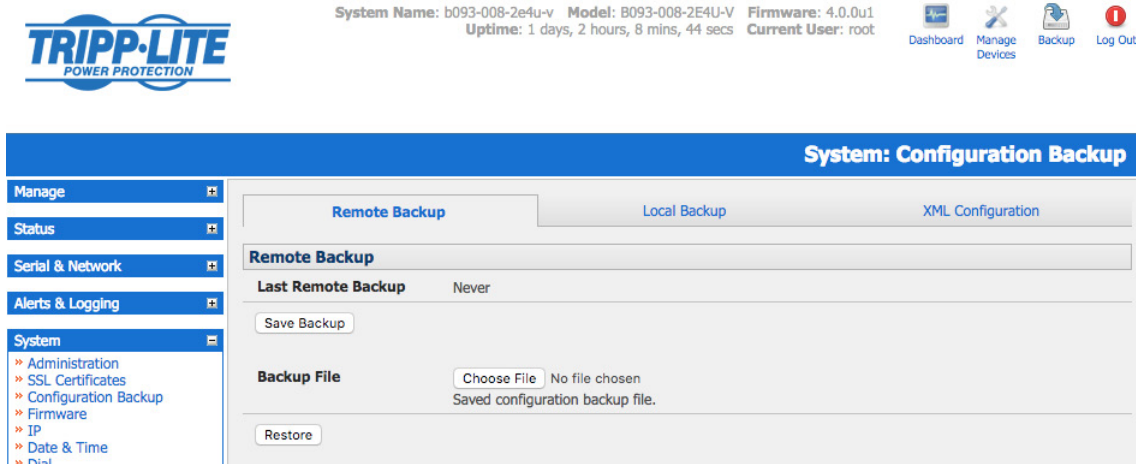 TRIPP·LITE
POWER PROTECTION
System Name: b093-008-2e4u-v Model: B093-008-2E4U-V Firmware: 4.0.0u1
Uptime: 1 days, 2 hours, 8 mins, 44 secs Current User: root
Dashboard
Manage Devices
Backup
Log Out
System: Configuration Backup
Manage
Status
Serial & Network
Alerts & Logging
System
» Administration
» SSL Certificates
» Configuration Backup
» Firmware
» IP
» Date & Time
» Dial
Remote Backup
Local Backup
XML Configuration
Remote Backup
Last Remote Backup Never
Save Backup
Backup File Choose File No file chosen
Saved configuration backup file.
Restore